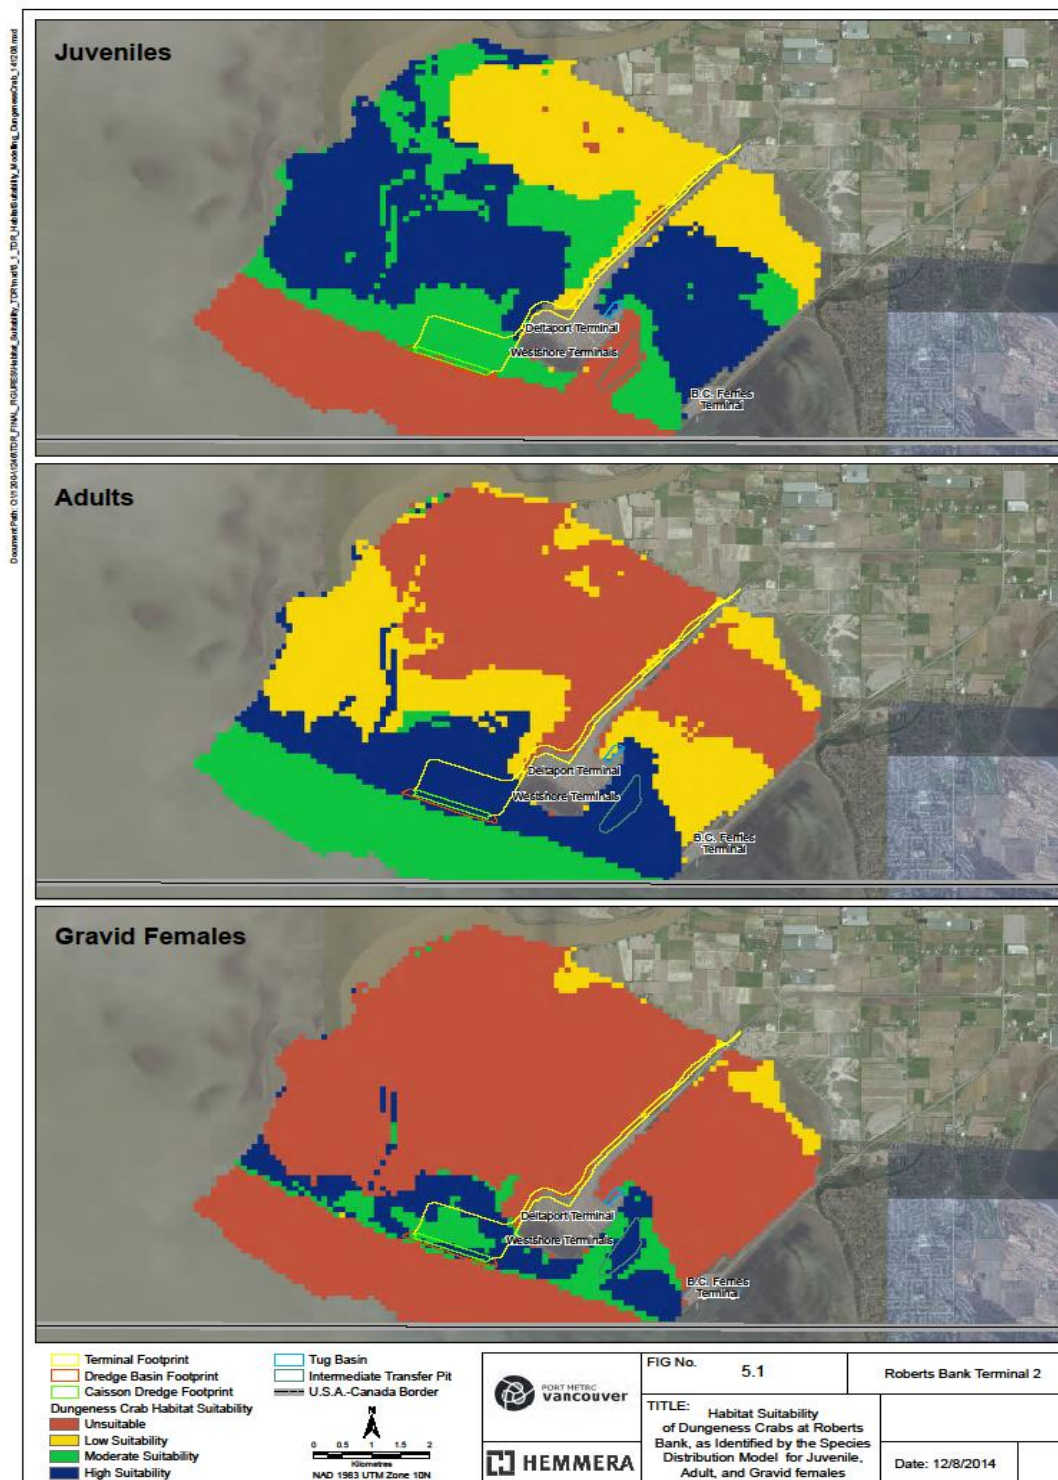 Juveniles
Deltaport Terminal
Westshore Terminals
B.C. Ferries
Terminal
Adults
Deltaport Terminal
Westshore Terminals
B.C. Ferries
Terminal
Gravid Females
Deltaport Terminal
Westshore Terminals
B.C. Ferries
Terminal
Terminal Footprint
Dredge Basin Footprint
Caisson Dredge Footprint
Dungeness Crab Habitat Suitability
Unsuitable
Low Suitability
Moderate Suitability
High Suitability
Tug Basin
Intermediate Transfer Pit
U.S.A.-Canada Border
N
0 0.5 1 1.5 2
Kilometres
NAD 1983 UTM Zone 10N
PORT METRO
vancouver
HEMMERA
FIG No.
5.1
Roberts Bank Terminal 2
TITLE:
Habitat Suitability
of Dungeness Crabs at Roberts
Bank, as Identified by the Species
Distribution Model for Juvenile,
Adult, and Gravid females
Date: 12/8/2014